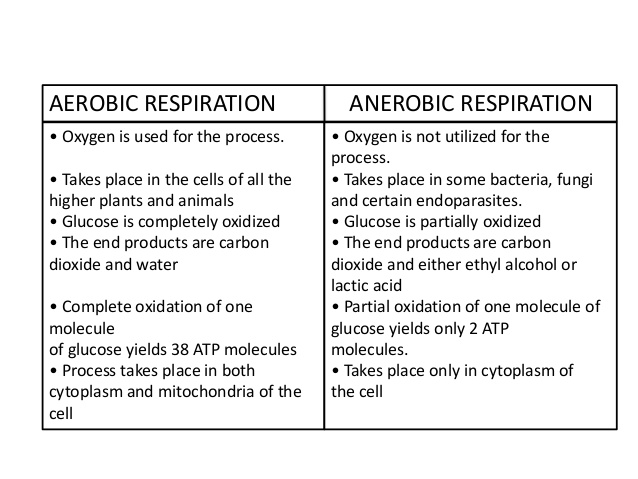 AEROBIC RESPIRATION
• Oxygen is used for the process.
• Takes place in the cells of all the
higher plants and animals
• Glucose is completely oxidized
• The end products are carbon
dioxide and water
• Complete oxidation of one
molecule
of glucose yields 38 ATP molecules
• Process takes place in both
cytoplasm and mitochondria of the
cell
ANEROBIC RESPIRATION
• Oxygen is not utilized for the
process.
• Takes place in some bacteria, fungi
and certain endoparasites.
• Glucose is partially oxidized
• The end products are carbon
dioxide and either ethyl alcohol or
lactic acid
• Partial oxidation of one molecule of
glucose yields only 2 ATP
molecules.
• Takes place only in cytoplasm of
the cell